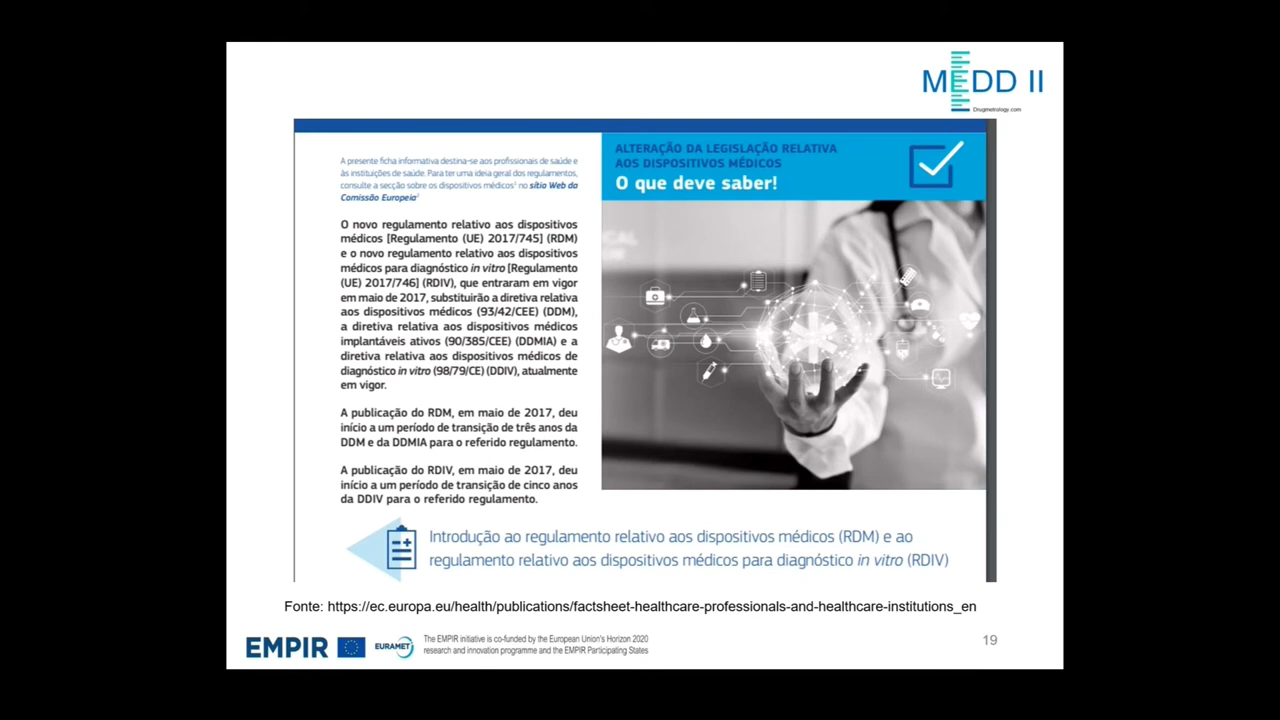 MEDD II
Drugmetrology.com
A presente ficha informativa destina-se aos profissionais de saúde e
às instituições de saúde. Para ter uma ideia geral dos regulamentos,
consulte a secção sobre os dispositivos médicos¹ no sítio Web da
Comissão Europeia²
O novo regulamento relativo aos dispositivos
médicos [Regulamento (UE) 2017/745] (RDM)
e o novo regulamento relativo aos dispositivos
médicos para diagnóstico in vitro [Regulamento
(UE) 2017/746] (RDIV), que entraram em vigor
em maio de 2017, substituirão a diretiva relativa
aos dispositivos médicos (93/42/CEE) (DDM),
a diretiva relativa aos dispositivos médicos
implantáveis ativos (90/385/CEE) (DDMIA) e a
diretiva relativa aos dispositivos médicos de
diagnóstico in vitro (98/79/CE) (DDIV), atualmente
em vigor.
A publicação do RDM, em maio de 2017, deu
início a um período de transição de três anos da
DDM e da DDMIA para o referido regulamento.
A publicação do RDIV, em maio de 2017, deu
início a um período de transição de cinco anos
da DDIV para o referido regulamento.
ALTERAÇÃO DA LEGISLAÇÃO RELATIVA
AOS DISPOSITIVOS MÉDICOS
O que deve saber!
Introdução ao regulamento relativo aos dispositivos médicos (RDM) e ao
regulamento relativo aos dispositivos médicos para diagnóstico in vitro (RDIV)
Fonte: https://ec.europa.eu/health/publications/factsheet-healthcare-professionals-and-healthcare-institutions_en
EMPIR
EURAMET
The EMPIR initiative is co-funded by the European Union's Horizon 2020
research and innovation programme and the EMPIR Participating States
19